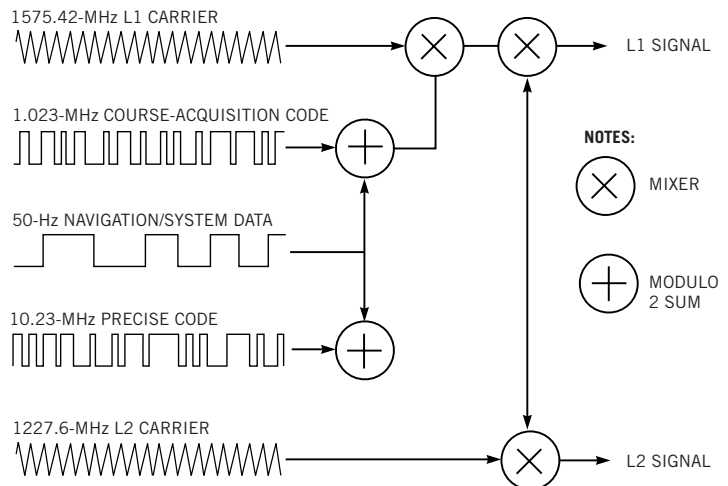 1575.42-MHz L1 CARRIER
L1 SIGNAL
1.023-MHz COURSE-ACQUISITION CODE
NOTES:
MIXER
50-Hz NAVIGATION/SYSTEM DATA
MODULO
2 SUM
10.23-MHz PRECISE CODE
1227.6-MHz L2 CARRIER
L2 SIGNAL